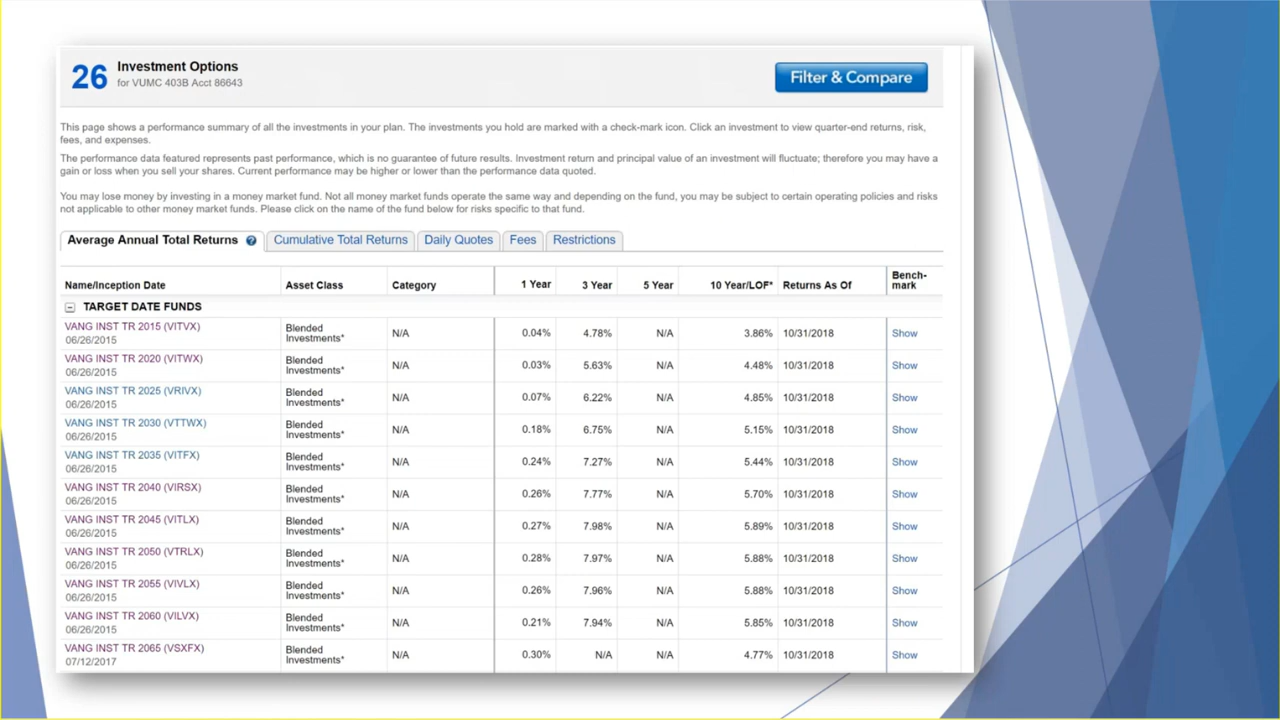 26 Investment Options
for VUMC 403B Acct 86643
Filter & Compare
This page shows a performance summary of all the investments in your plan. The investments you hold are marked with a check-mark icon. Click an investment to view quarter-end returns, risk,
fees, and expenses.
The performance data featured represents past performance, which is no guarantee of future results. Investment return and principal value of an investment will fluctuate; therefore you may have a
gain or loss when you sell your shares. Current performance may be higher or lower than the performance data quoted.
You may lose money by investing in a money market fund. Not all money market funds operate the same way and depending on the fund, you may be subject to certain operating policies and risks
not applicable to other money market funds. Please click on the name of the fund below for risks specific to that fund.
Average Annual Total Returns ? Cumulative Total Returns Daily Quotes Fees Restrictions
Name/Inception Date Asset Class Category 1 Year 3 Year 5 Year 10 Year/LOF* Returns As Of Bench-
mark
TARGET DATE FUNDS
VANG INST TR 2015 (VITVX) Blended Investments* N/A 0.04% 4.78% N/A 3.86% 10/31/2018 Show
06/26/2015
VANG INST TR 2020 (VITWX) Blended Investments* N/A 0.03% 5.63% N/A 4.48% 10/31/2018 Show
06/26/2015
VANG INST TR 2025 (VRIVX) Blended Investments* N/A 0.07% 6.22% N/A 4.85% 10/31/2018 Show
06/26/2015
VANG INST TR 2030 (VTTWX) Blended Investments* N/A 0.18% 6.75% N/A 5.15% 10/31/2018 Show
06/26/2015
VANG INST TR 2035 (VITFX) Blended Investments* N/A 0.24% 7.27% N/A 5.44% 10/31/2018 Show
06/26/2015
VANG INST TR 2040 (VIRSX) Blended Investments* N/A 0.26% 7.77% N/A 5.70% 10/31/2018 Show
06/26/2015
VANG INST TR 2045 (VITLX) Blended Investments* N/A 0.27% 7.98% N/A 5.89% 10/31/2018 Show
06/26/2015
VANG INST TR 2050 (VTRLX) Blended Investments* N/A 0.28% 7.97% N/A 5.88% 10/31/2018 Show
06/26/2015
VANG INST TR 2055 (VIVLX) Blended Investments* N/A 0.26% 7.96% N/A 5.88% 10/31/2018 Show
06/26/2015
VANG INST TR 2060 (VILVX) Blended Investments* N/A 0.21% 7.94% N/A 5.85% 10/31/2018 Show
06/26/2015
VANG INST TR 2065 (VSXFX) Blended Investments* N/A 0.30% N/A N/A 4.77% 10/31/2018 Show
07/12/2017